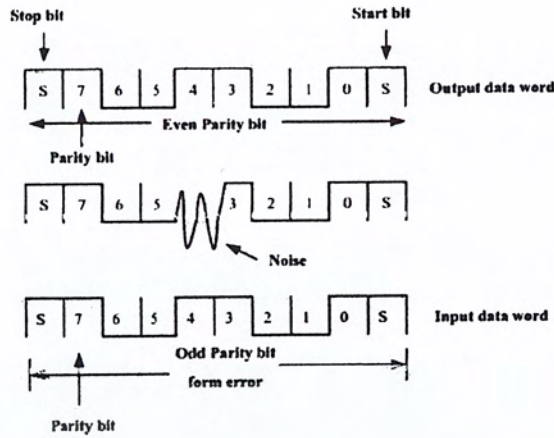 Stop bit Start bit
S 7 6 5 4 3 2 1 0 S Output data word
Even Parity bit
Parity bit
S 7 6 5 3 2 1 0 S
Noise
S 7 6 5 4 3 2 1 0 S Input data word
Odd Parity bit
form error
Parity bit